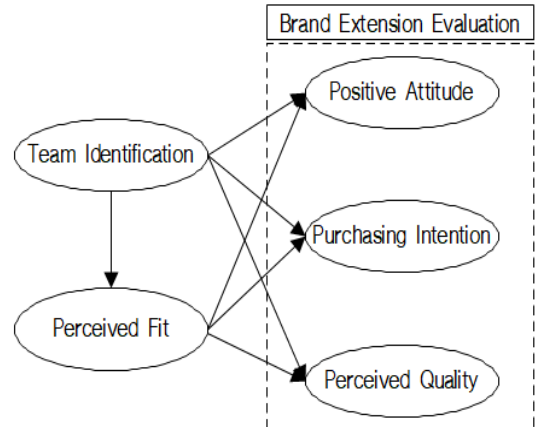 Brand Extension Evaluation
Positive Attitude
Team Identification
Purchasing Intention
Perceived Fit
Perceived Quality